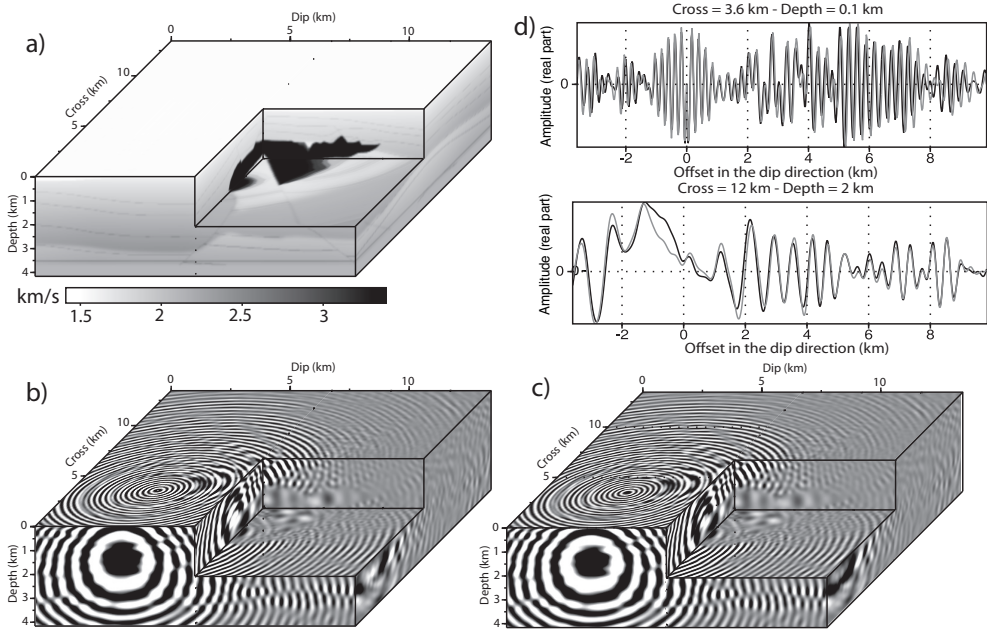 a)
Dip (km)
0 5 10
Cross (km)
10
5
Depth (km)
0
1
2
3
4
km/s
1.5 2 2.5 3
d)
Cross = 3.6 km - Depth = 0.1 km
Amplitude (real part)
0
-2 0 2 4 6 8
Offset in the dip direction (km)
Cross = 12 km - Depth = 2 km
Amplitude (real part)
0
-2 0 2 4 6 8
Offset in the dip direction (km)
b)
Dip (km)
0 5 10
Cross (km)
10
5
Depth (km)
0
1
2
3
4
c)
Dip (km)
0 5 10
Cross (km)
10
5
Depth (km)
0
1
2
3
4